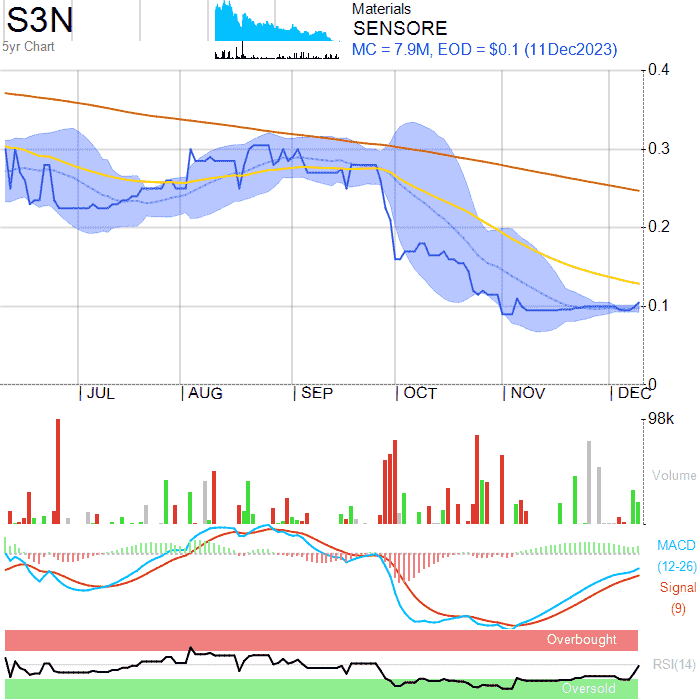 S3N
5yr Chart
Materials
SENSORE
MC = 7.9M, EOD = $0.1 (11Dec2023)
0.4
0.3
0.2
0.1
0
JUL AUG SEP OCT NOV DEC
98k
Volume
MACD
(12-26)
Signal
(9)
Overbought
RSI(14)
Oversold